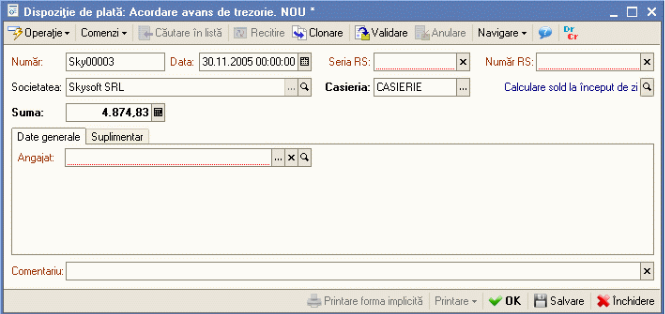 Dispoziţie de plată: Acordare avans de trezorie. NOU *
Operaţie Comenzi Căutare în listă Recitire Clonare Validare Anulare Navigare Dr Cr
Număr: Sky00003 Data: 30.11.2005 00:00:00 Seria RS: Număr RS:
Societatea: Skysoft SRL Casieria: CASIERIE Calculare sold la început de zi
Suma: 4.874,83
Date generale Suplimentar
Angajat:
Comentariu:
Printare forma implicită Printare OK Salvare Închidere